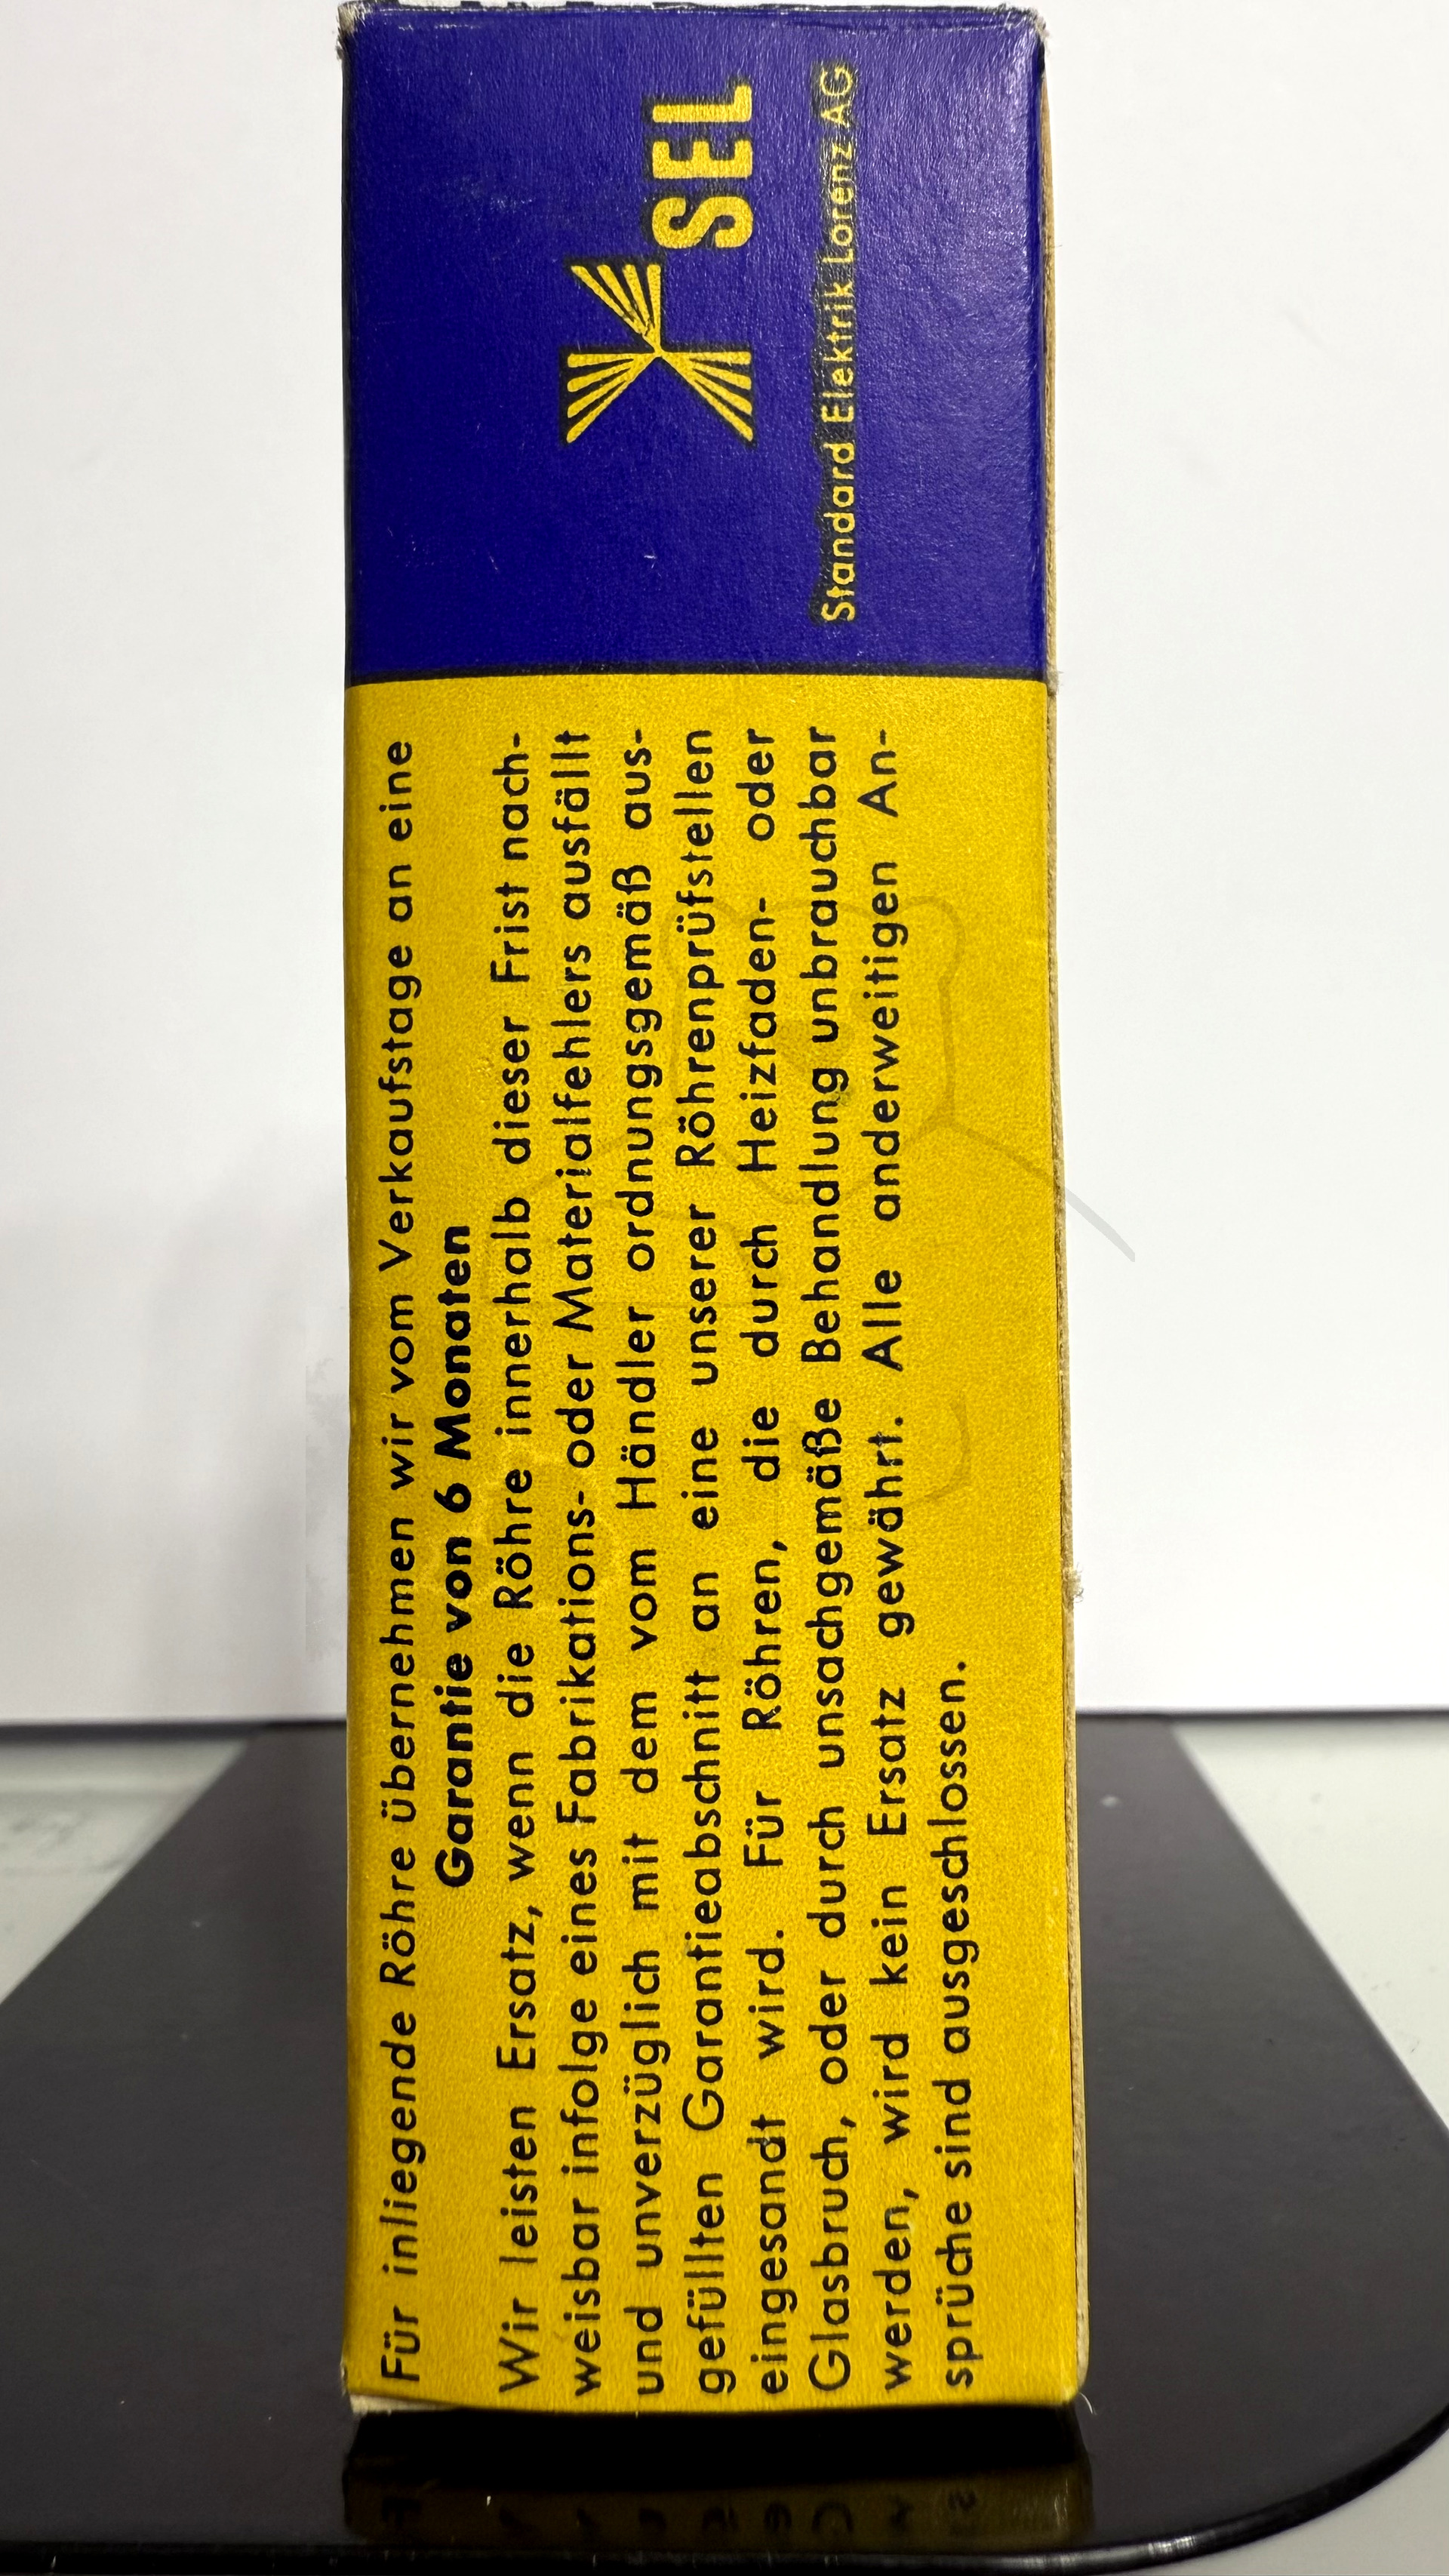 SEL
Standard Elektrik Lorenz AG
Für inliegende Röhre übernehmen wir vom Verkaufstage an eine
Garantie von 6 Monaten
Wir leisten Ersatz, wenn die Röhre innerhalb dieser Frist nach-
weisbar infolge eines Fabrikations- oder Materialfehlers ausfällt
und unverzüglich mit dem vom Händler ordnungsgemäß aus-
gefüllten Garantieabschnitt an eine unserer Röhrenprüfstellen
eingesandt wird. Für Röhren, die durch Heizfaden- oder
Glasbruch, oder durch unsachgemäße Behandlung unbrauchbar
werden, wird kein Ersatz gewährt. Alle anderweitigen An-
sprüche sind ausgeschlossen.